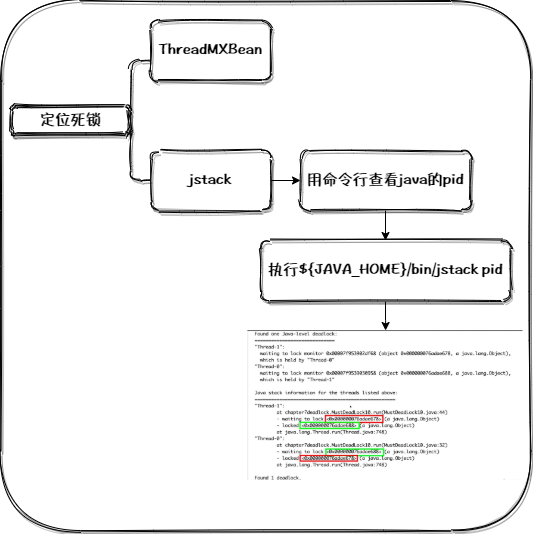 ThreadMXBean
定位死锁
jstack
用命令行查看java的pid
执行${JAVA_HOME}/bin/jstack pid
Found one Java-level deadlock:
=============================
"Thread-1":
waiting to lock monitor 0x00007f953303df68 (object 0x000000076adae678, a java.lang.Object),
which is held by "Thread-0"
"Thread-0":
waiting to lock monitor 0x00007f9533030958 (object 0x000000076adae688, a java.lang.Object),
which is held by "Thread-1"
Java stack information for the threads listed above:
===================================================
"Thread-1":
at chapter7deadlock.MustDeadLock10.run(MustDeadLock10.java:44)
- waiting to lock <0x000000076adae678> (a java.lang.Object)
- locked <0x000000076adae688> (a java.lang.Object)
at java.lang.Thread.run(Thread.java:748)
"Thread-0":
at chapter7deadlock.MustDeadLock10.run(MustDeadLock10.java:32)
- waiting to lock <0x000000076adae688> (a java.lang.Object)
- locked <0x000000076adae678> (a java.lang.Object)
at java.lang.Thread.run(Thread.java:748)
Found 1 deadlock.